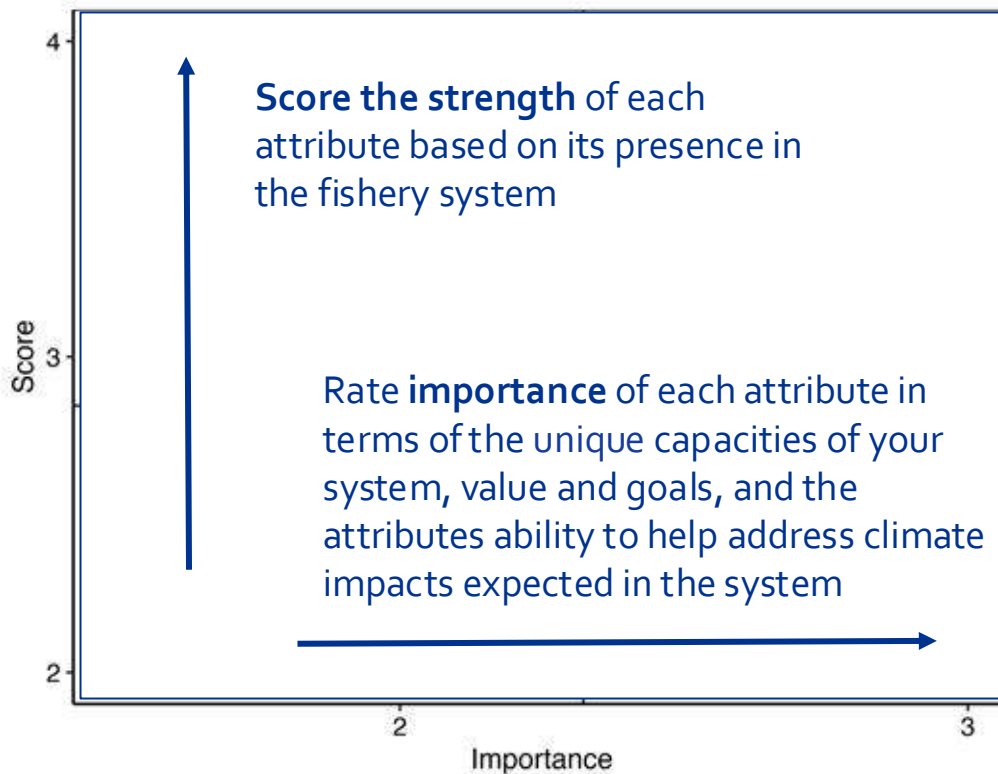 4
Score the strength of each
attribute based on its presence in
the fishery system
Score
3
Rate importance of each attribute in
terms of the unique capacities of your
system, value and goals, and the
attributes ability to help address climate
impacts expected in the system
2
2
3
Importance